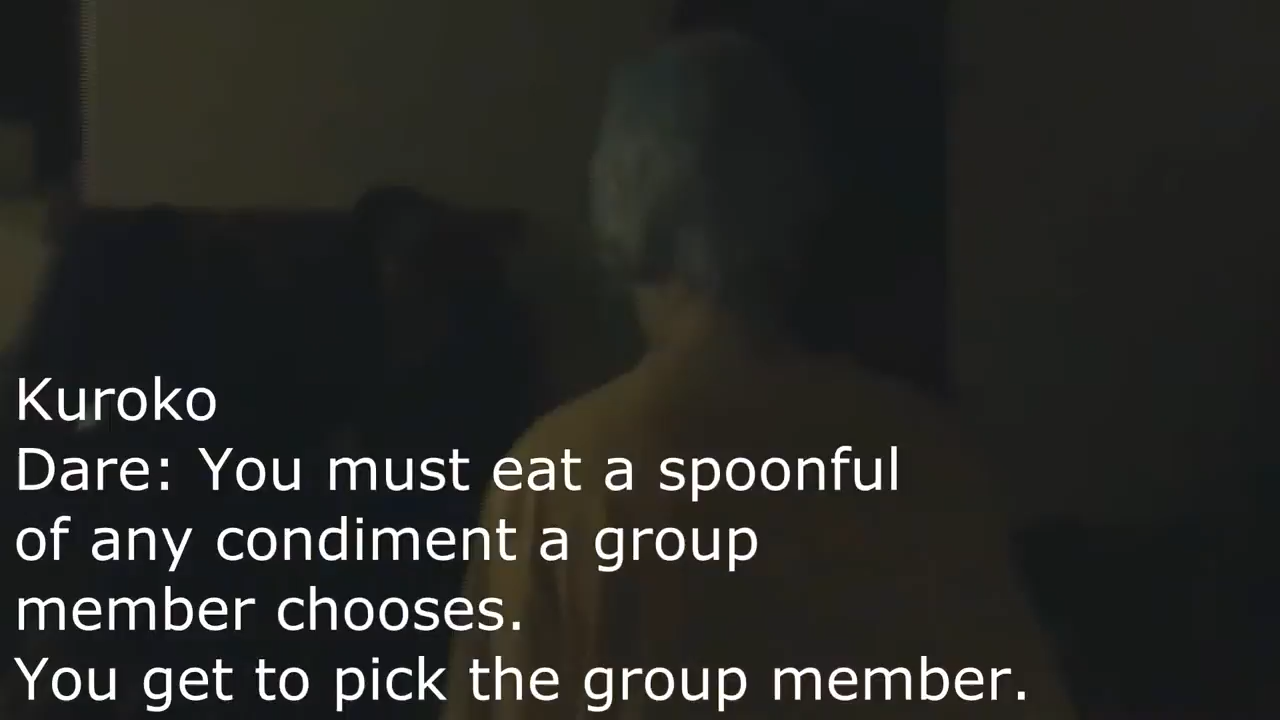 Kuroko
Dare: You must eat a spoonful
of any condiment a group
member chooses.
You get to pick the group member.